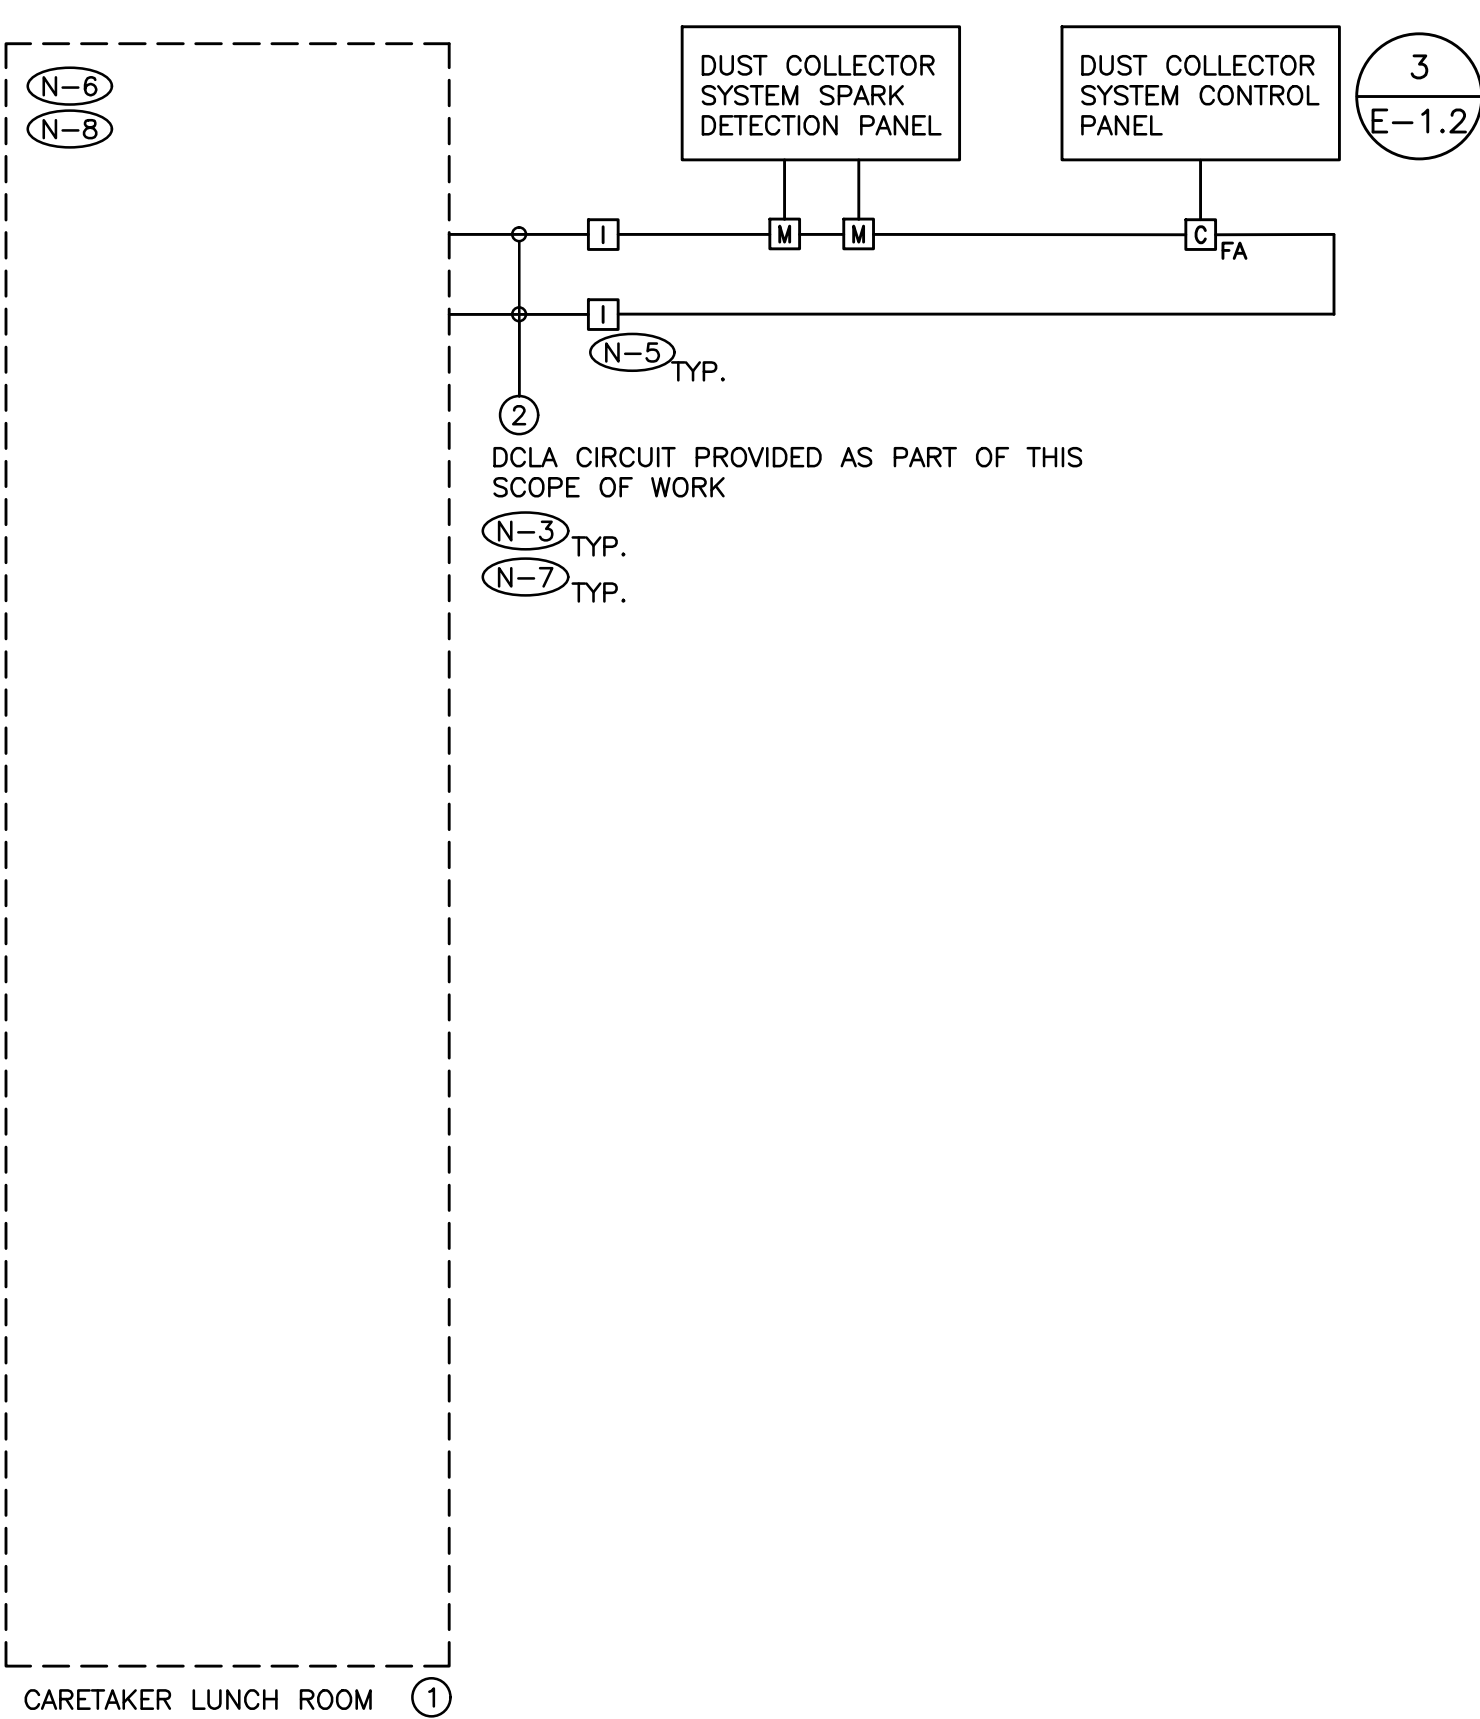 N-6
N-8
DUST COLLECTOR
SYSTEM SPARK
DETECTION PANEL
DUST COLLECTOR
SYSTEM CONTROL
PANEL
3
E-1.2
I
M
M
C
FA
I
N-5 TYP.
2
DCLA CIRCUIT PROVIDED AS PART OF THIS
SCOPE OF WORK
N-3 TYP.
N-7 TYP.
CARETAKER LUNCH ROOM 1